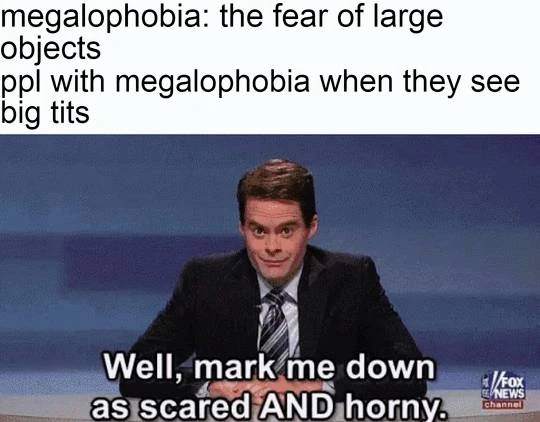 megalophobia: the fear of large
objects
ppl with megalophobia when they see
big tits
Well, mark me down
as scared AND horny.
FOX
NEWS
channel